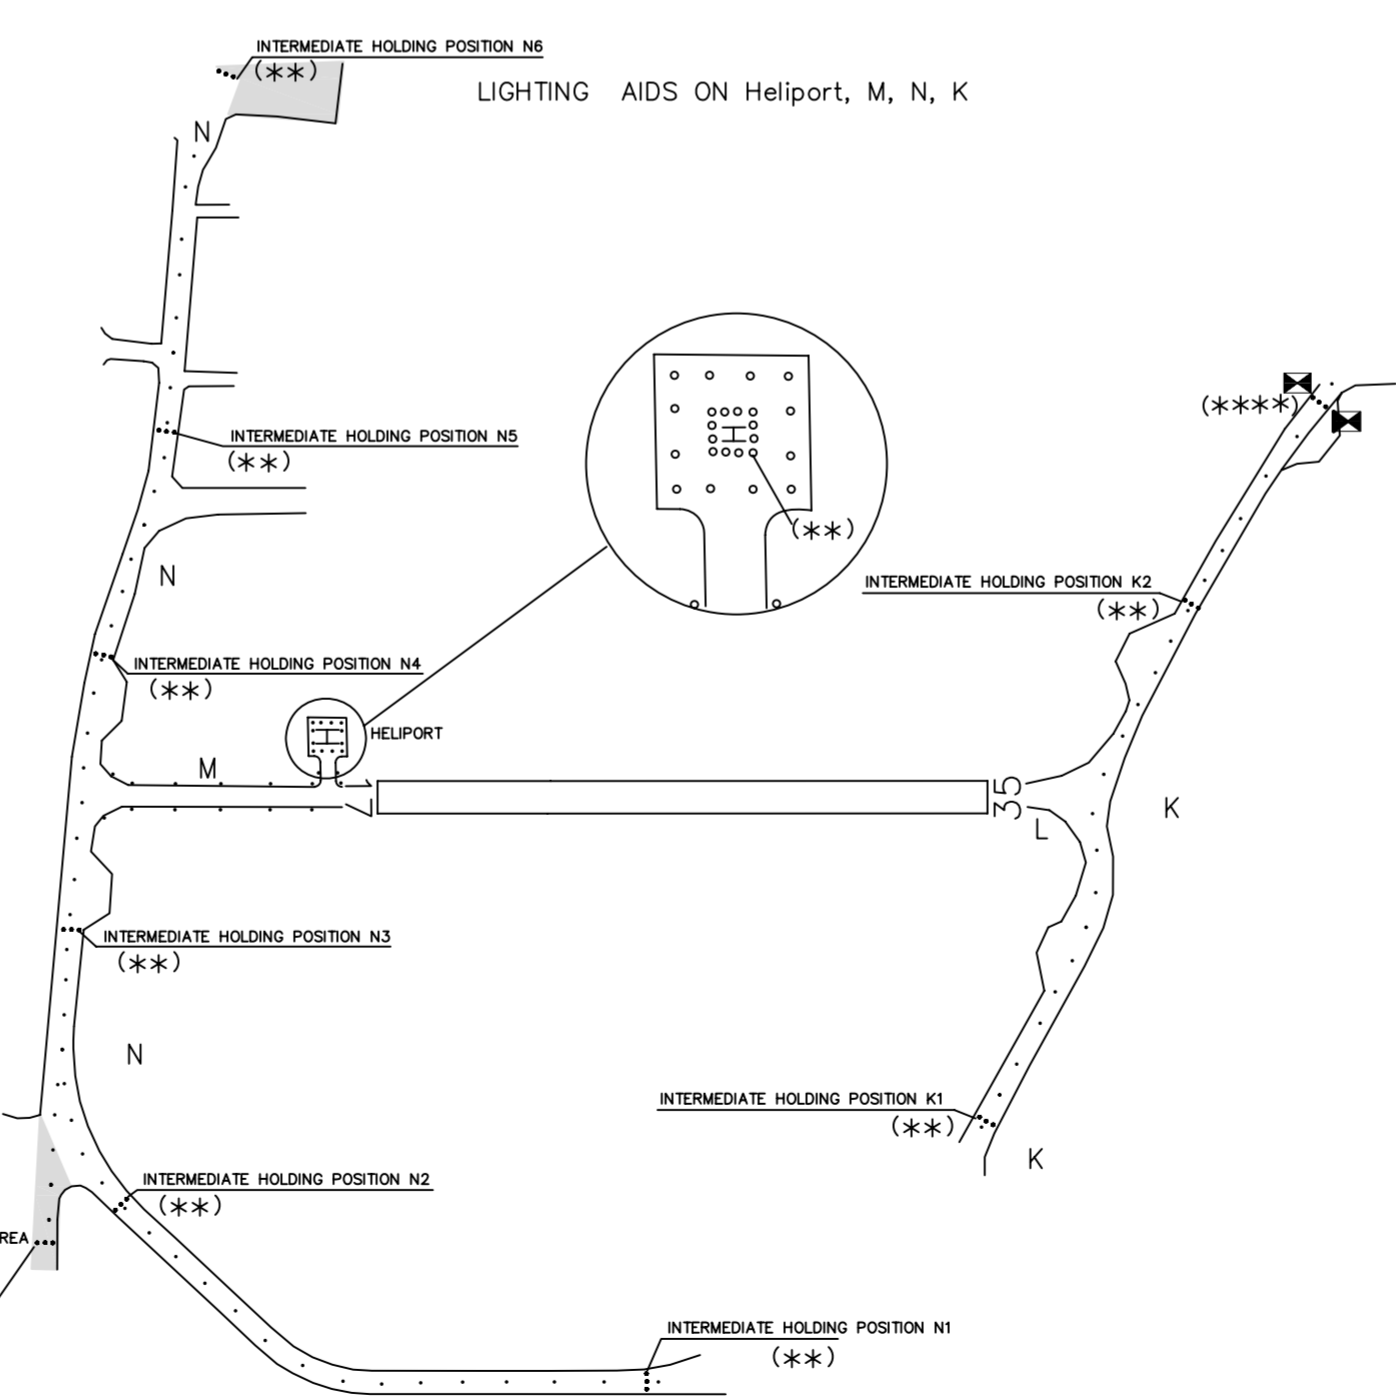 INTERMEDIATE HOLDING POSITION N6
(**)
LIGHTING AIDS ON Heliport, M, N, K
N
(****)
INTERMEDIATE HOLDING POSITION N5
(**)
(**)
N
INTERMEDIATE HOLDING POSITION K2
(**)
INTERMEDIATE HOLDING POSITION N4
(**)
HELIPORT
H
H
M
17
35
L
K
INTERMEDIATE HOLDING POSITION N3
(**)
N
INTERMEDIATE HOLDING POSITION K1
(**)
K
INTERMEDIATE HOLDING POSITION N2
(**)
REA
INTERMEDIATE HOLDING POSITION N1
(**)